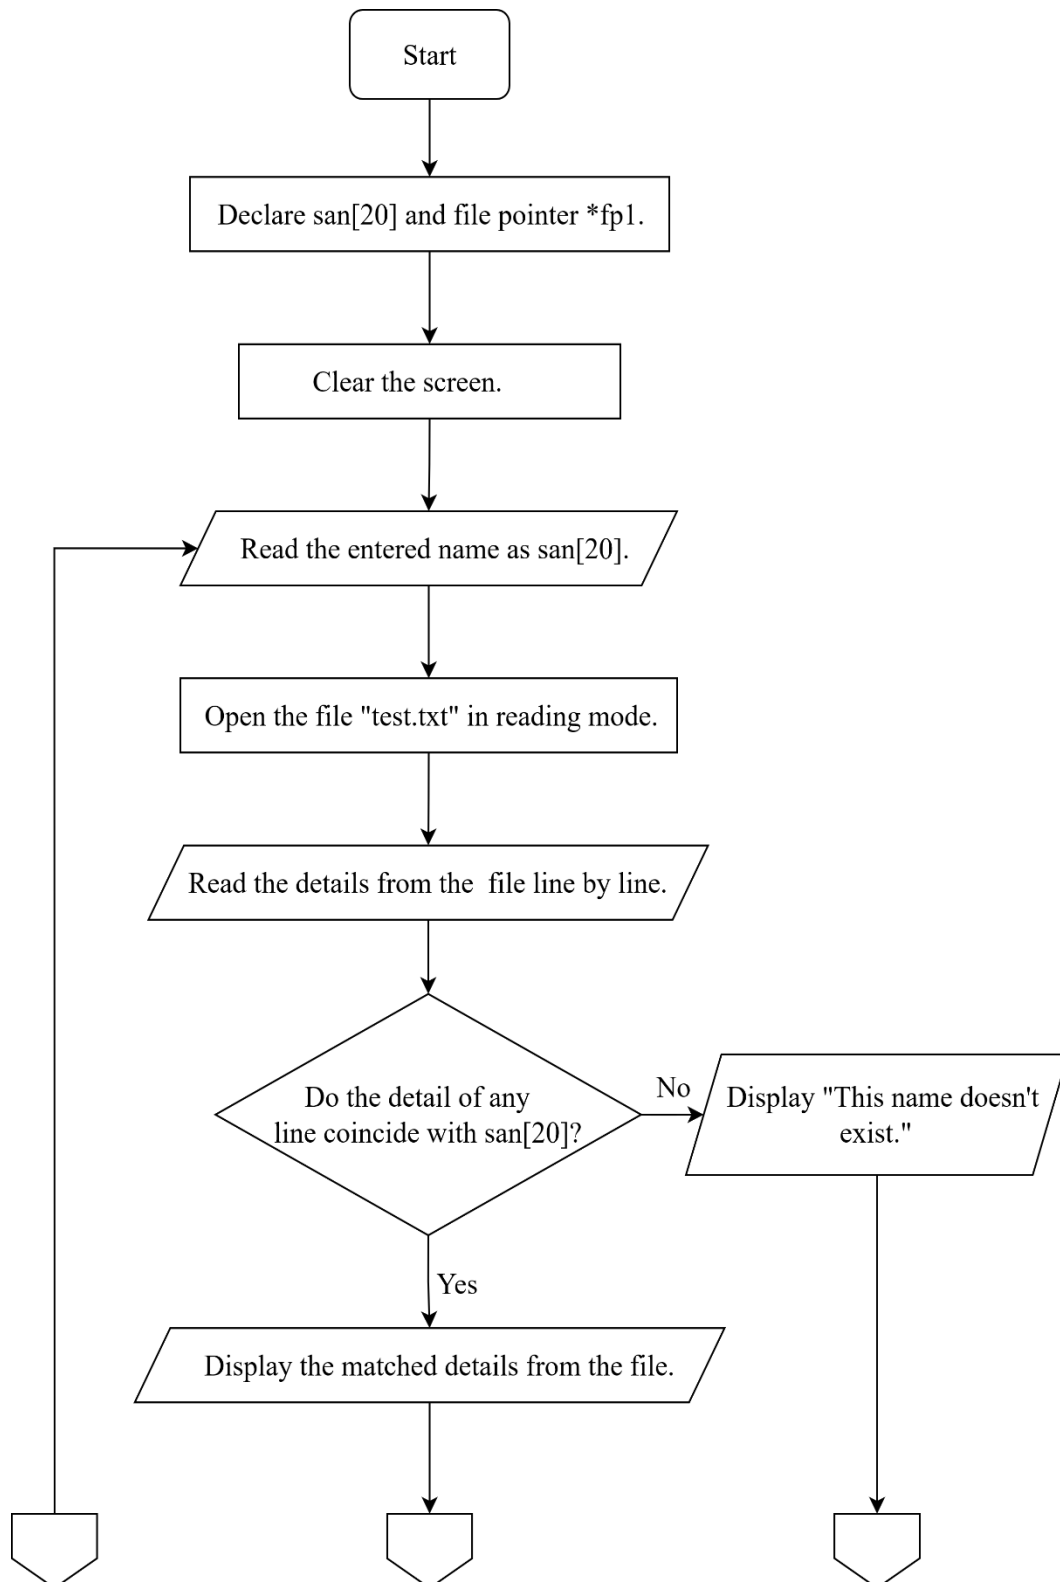 Start
Declare san[20] and file pointer *fp1.
Clear the screen.
Read the entered name as san[20].
Open the file "test.txt" in reading mode.
Read the details from the  file line by line.
Do the detail of any
line coincide with san[20]?
No
Display "This name doesn't
exist."
Yes
Display the matched details from the file.